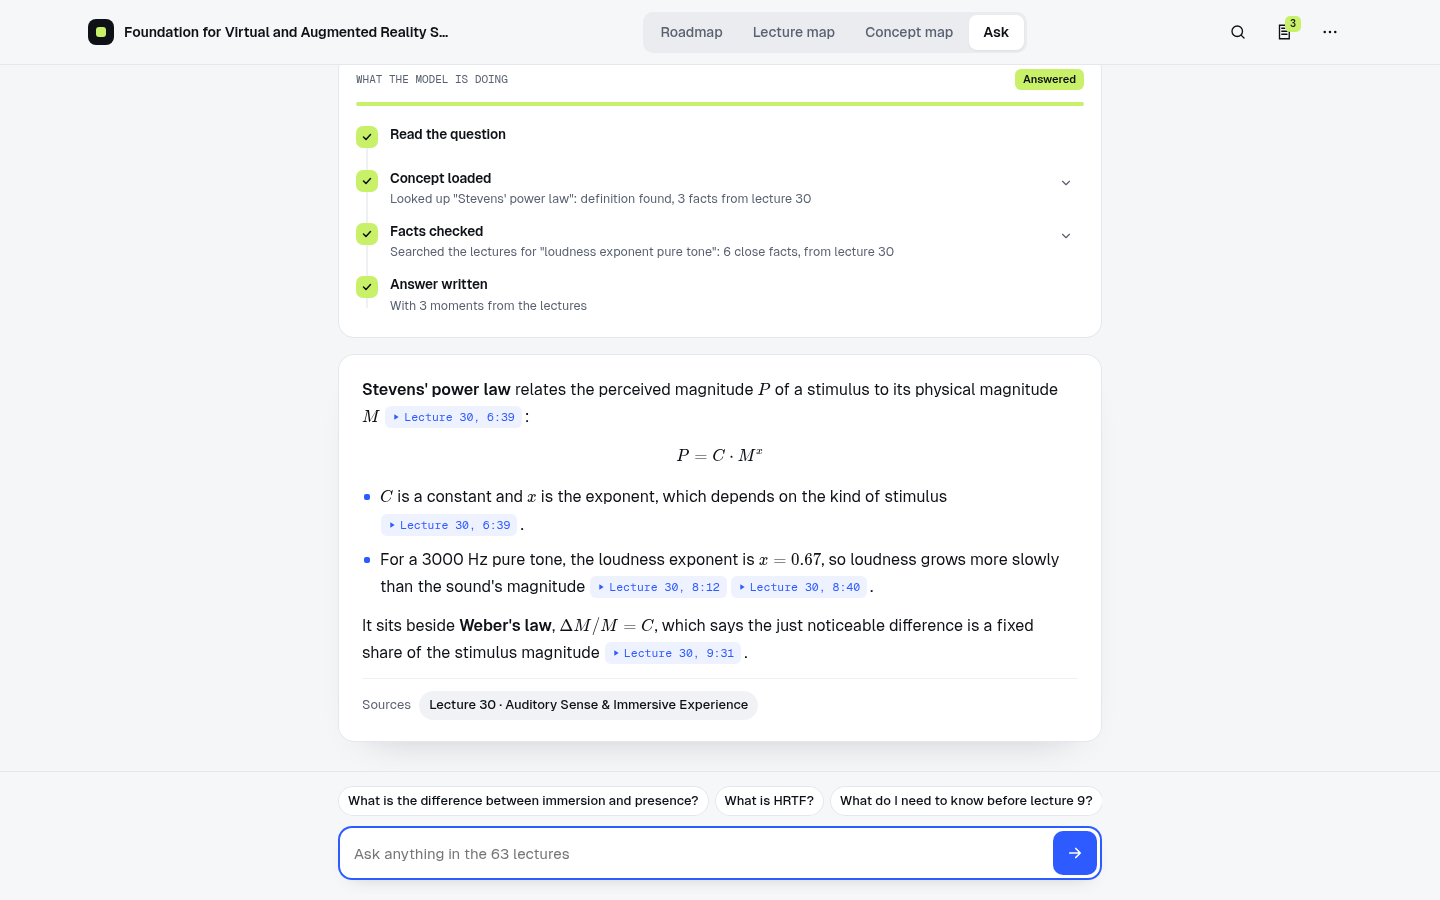 Foundation for Virtual and Augmented Reality S...
Roadmap
Lecture map
Concept map
Ask
3
WHAT THE MODEL IS DOING
Answered
Read the question
Concept loaded
Looked up "Stevens' power law": definition found, 3 facts from lecture 30
Facts checked
Searched the lectures for "loudness exponent pure tone": 6 close facts, from lecture 30
Answer written
With 3 moments from the lectures
Stevens' power law relates the perceived magnitude P of a stimulus to its physical magnitude
M Lecture 30, 6:39 :
P = C · M^x
C is a constant and x is the exponent, which depends on the kind of stimulus
Lecture 30, 6:39 .
For a 3000 Hz pure tone, the loudness exponent is x = 0.67, so loudness grows more slowly
than the sound's magnitude Lecture 30, 8:12 Lecture 30, 8:40 .
It sits beside Weber's law, ΔM/M = C, which says the just noticeable difference is a fixed
share of the stimulus magnitude Lecture 30, 9:31 .
Sources Lecture 30 · Auditory Sense & Immersive Experience
What is the difference between immersion and presence?
What is HRTF?
What do I need to know before lecture 9?
Ask anything in the 63 lectures